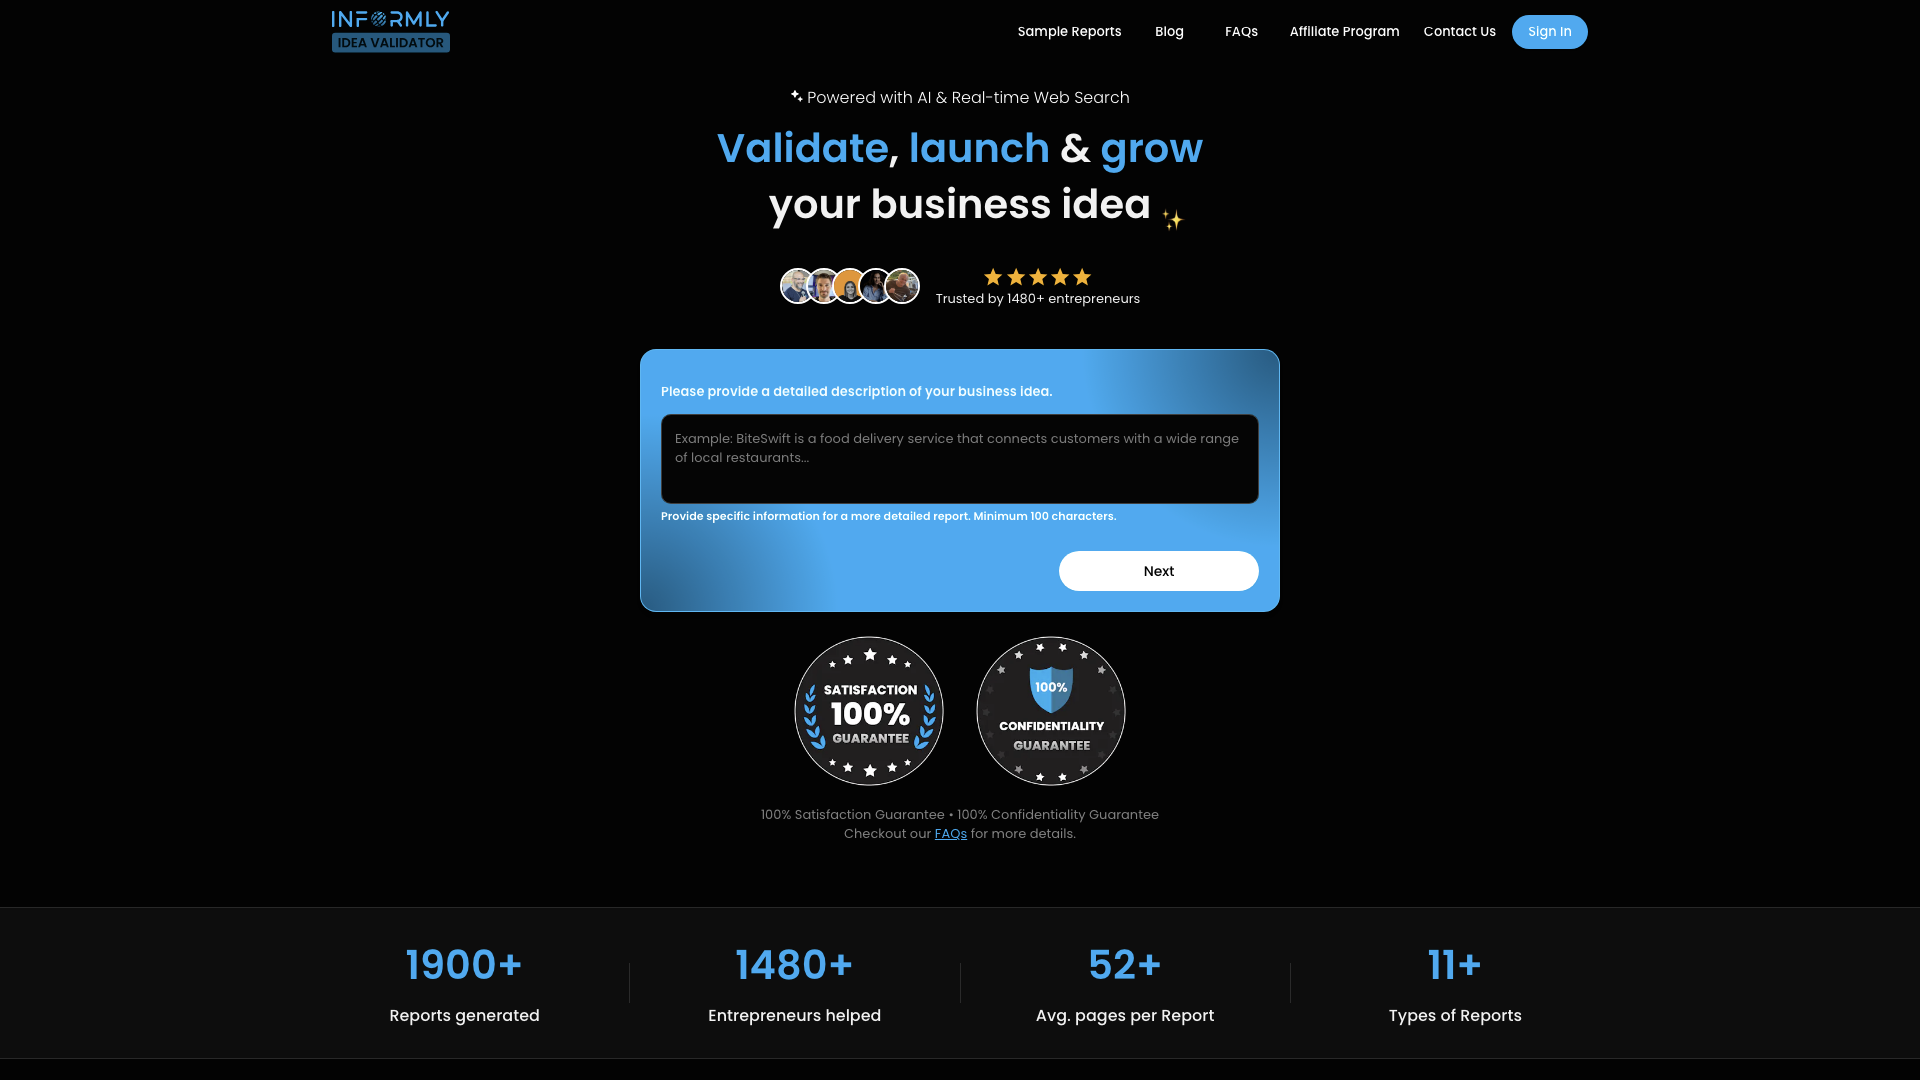 INFORMLY
IDEA VALIDATOR
Sample Reports
Blog
FAQs
Affiliate Program
Contact Us
Sign In
Powered with AI & Real-time Web Search
Validate, launch & grow
your business idea
Trusted by 1480+ entrepreneurs
Please provide a detailed description of your business idea.
Example: BiteSwift is a food delivery service that connects customers with a wide range
of local restaurants...
Provide specific information for a more detailed report. Minimum 100 characters.
Next
SATISFACTION
100%
GUARANTEE
100%
CONFIDENTIALITY
GUARANTEE
100% Satisfaction Guarantee • 100% Confidentiality Guarantee
Checkout our FAQs for more details.
1900+
Reports generated
1480+
Entrepreneurs helped
52+
Avg. pages per Report
11+
Types of Reports